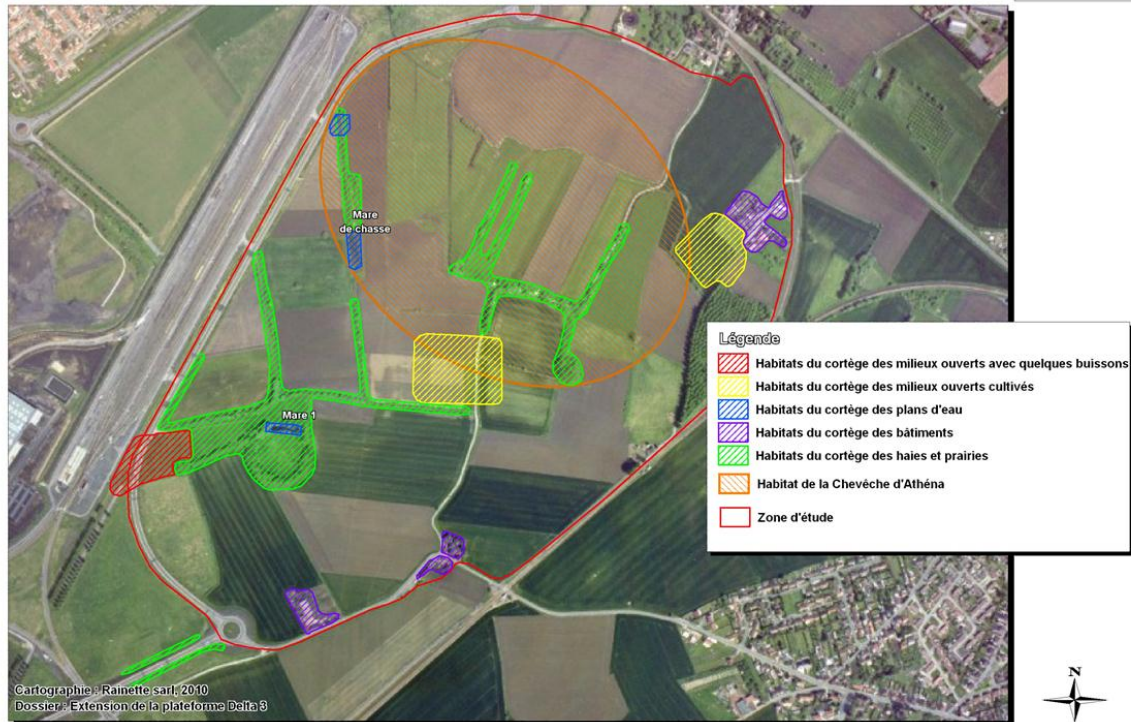 Mare
de chasse
Mare 1
Légende
Habitats du cortège des milieux ouverts avec quelques buissons
Habitats du cortège des milieux ouverts cultivés
Habitats du cortège des plans d'eau
Habitats du cortège des bâtiments
Habitats du cortège des haies et prairies
Habitat de la Chevêche d'Athéna
Zone d'étude
Cartographie : Rainette sarl, 2010
Dossier : Extension de la plateforme Delta 3
N